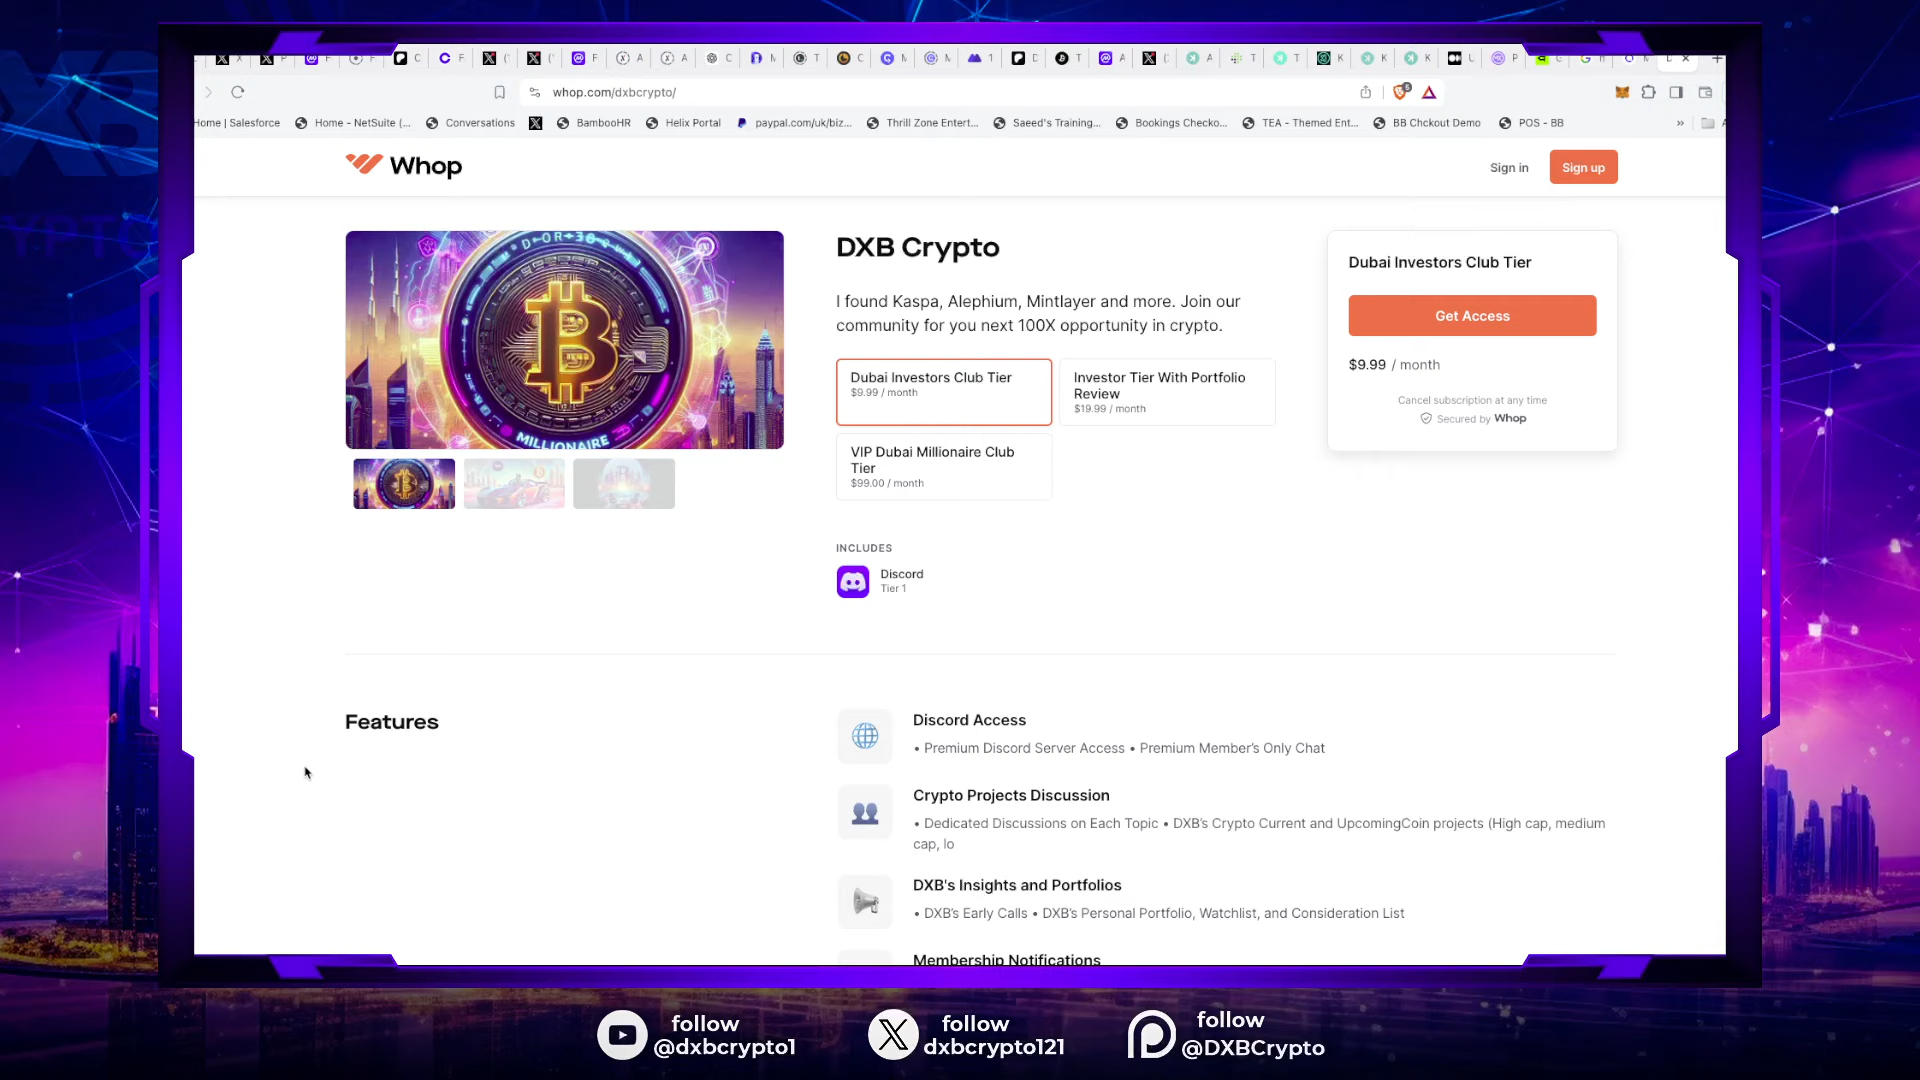 whop.com/dxbcrypto/
Home | Salesforce
Home - NetSuite (...
Conversations
BambooHR
Helix Portal
paypal.com/uk/biz...
Thrill Zone Entert...
Saeed's Training...
Bookings Checko...
TEA - Themed Ent...
BB Chckout Demo
POS - BB
Whop
Sign in
Sign up
D-OR+36
MILLIONAIRE
DXB Crypto
I found Kaspa, Alephium, Mintlayer and more. Join our
community for you next 100X opportunity in crypto.
Dubai Investors Club Tier
$9.99 / month
Investor Tier With Portfolio
Review
$19.99 / month
VIP Dubai Millionaire Club
Tier
$99.00 / month
Dubai Investors Club Tier
Get Access
$9.99 / month
Cancel subscription at any time
Secured by Whop
INCLUDES
Discord
Tier 1
Features
Discord Access
• Premium Discord Server Access • Premium Member's Only Chat
Crypto Projects Discussion
• Dedicated Discussions on Each Topic • DXB's Crypto Current and UpcomingCoin projects (High cap, medium
cap, lo
DXB's Insights and Portfolios
• DXB's Early Calls • DXB's Personal Portfolio, Watchlist, and Consideration List
Membership Notifications
follow
@dxbcrypto1
follow
dxbcrypto121
follow
@DXBCrypto